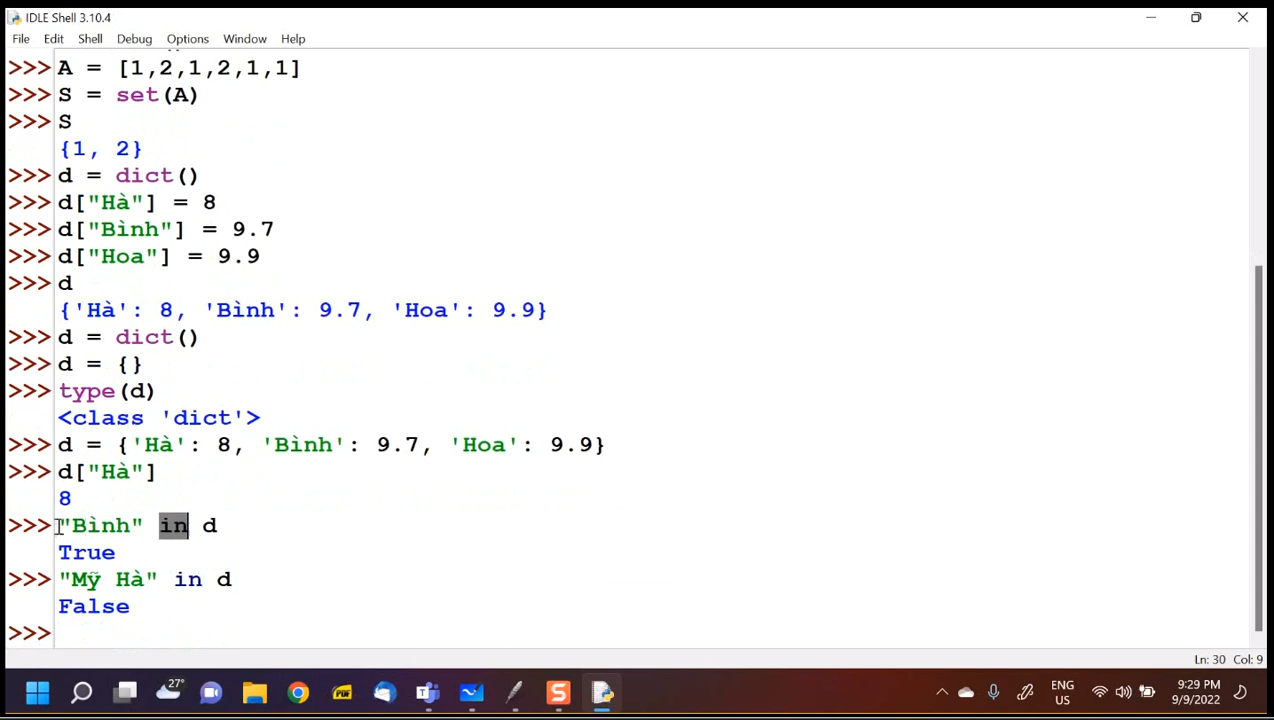 IDLE Shell 3.10.4
File Edit Shell Debug Options Window Help
>>> A = [1,2,1,2,1,1]
>>> S = set(A)
>>> S
{1, 2}
>>> d = dict()
>>> d["Hà"] = 8
>>> d["Bình"] = 9.7
>>> d["Hoa"] = 9.9
>>> d
{'Hà': 8, 'Bình': 9.7, 'Hoa': 9.9}
>>> d = dict()
>>> d = {}
>>> type(d)
<class 'dict'>
>>> d = {'Hà': 8, 'Bình': 9.7, 'Hoa': 9.9}
>>> d["Hà"]
8
>>> "Bình" in d
True
>>> "Mỹ Hà" in d
False
>>>
Ln: 30 Col: 9
27°
PDF
S
ENG
US
9:29 PM
9/9/2022